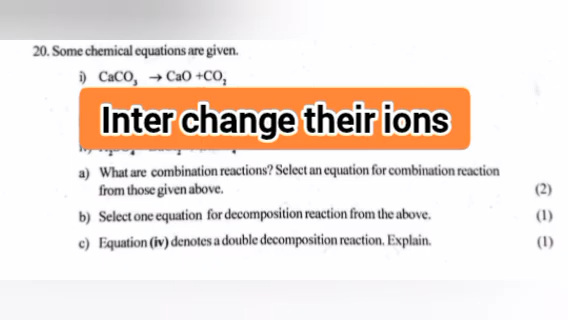 20. Some chemical equations are given.
i) CaCO₃ → CaO +CO₂
Inter change their ions
a) What are combination reactions? Select an equation for combination reaction
from those given above. (2)
b) Select one equation for decomposition reaction from the above. (1)
c) Equation (iv) denotes a double decomposition reaction. Explain. (1)